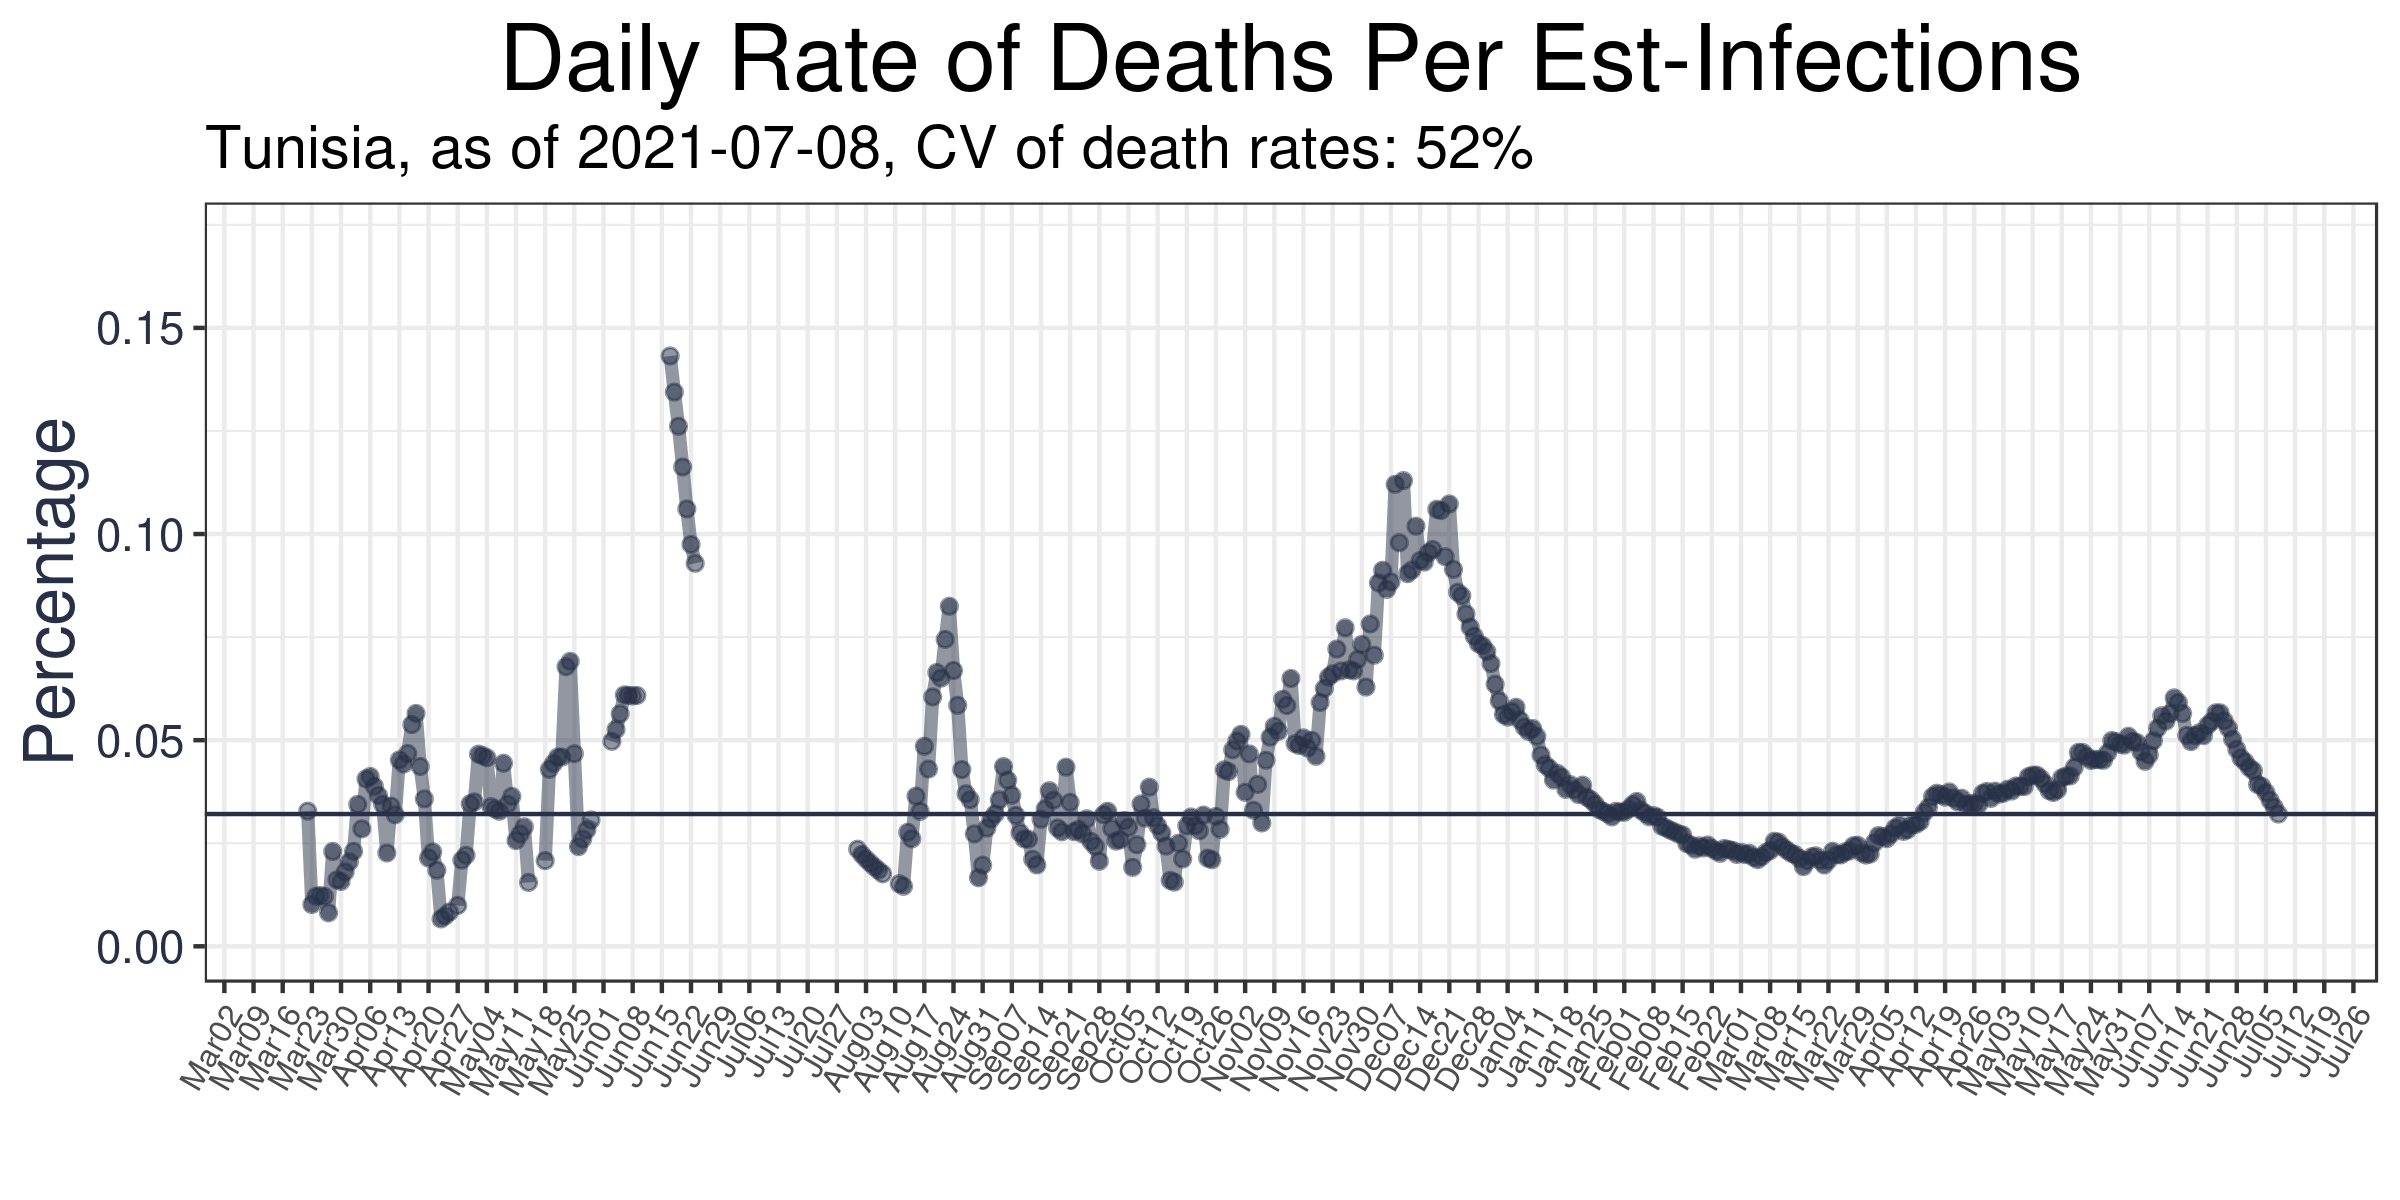 Daily Rate of Deaths Per Est-Infections
Tunisia, as of 2021-07-08, CV of death rates: 52%
Percentage
0.15
0.10
0.05
0.00
Mar02
Mar09
Mar16
Mar23
Mar30
Apr06
Apr13
Apr20
Apr27
May04
May11
May18
May25
Jun01
Jun08
Jun15
Jun22
Jun29
Jul06
Jul13
Jul20
Jul27
Aug03
Aug10
Aug17
Aug24
Aug31
Sep07
Sep14
Sep21
Sep28
Oct05
Oct12
Oct19
Oct26
Nov02
Nov09
Nov16
Nov23
Nov30
Dec07
Dec14
Dec21
Dec28
Jan04
Jan11
Jan18
Jan25
Feb01
Feb08
Feb15
Feb22
Mar01
Mar08
Mar15
Mar22
Mar29
Apr05
Apr12
Apr19
Apr26
May03
May10
May17
May24
May31
Jun07
Jun14
Jun21
Jun28
Jul05
Jul12
Jul19
Jul26